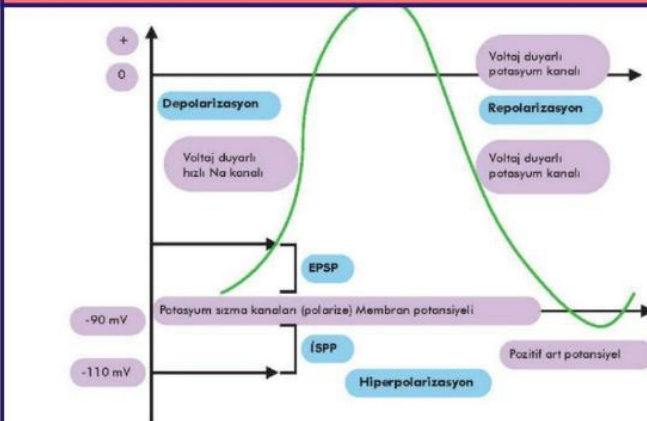 +
0
Voltaj duyarlı
potasyum kanalı
Depolarizasyon
Repolarizasyon
Voltaj duyarlı
hızlı Na kanalı
Voltaj duyarlı
potasyum kanalı
EPSP
Potasyum sızma kanaları (polarize) Membran potansiyeli
-90 mV
İSPP
Pozitif art potansiyel
-110 mV
Hiperpolarizasyon